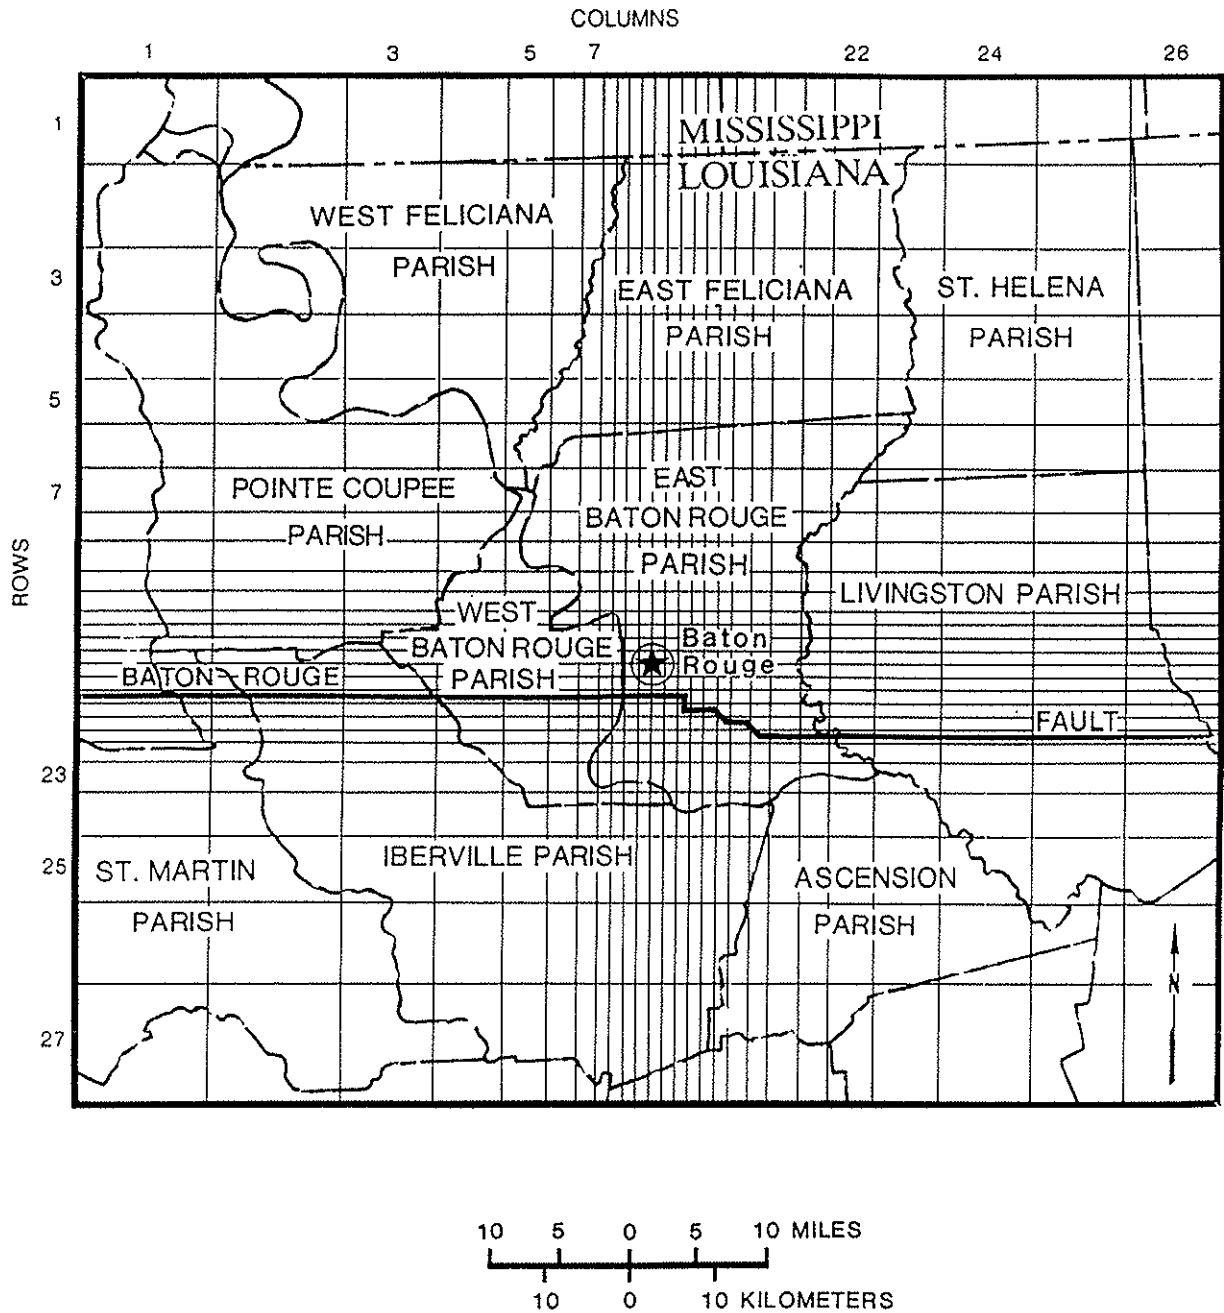 COLUMNS
1 3 5 7 22 24 26
1
MISSISSIPPI
LOUISIANA
WEST FELICIANA
PARISH
3
EAST FELICIANA
PARISH
ST. HELENA
PARISH
5
7
POINTE COUPEE
PARISH
EAST
BATON ROUGE
PARISH
ROWS
LIVINGSTON PARISH
WEST
BATON ROUGE
PARISH
Baton
Rouge
BATON ROUGE
FAULT
23
25
ST. MARTIN
PARISH
IBERVILLE PARISH
ASCENSION
PARISH
N
27
10 5 0 5 10 MILES
10 0 10 KILOMETERS